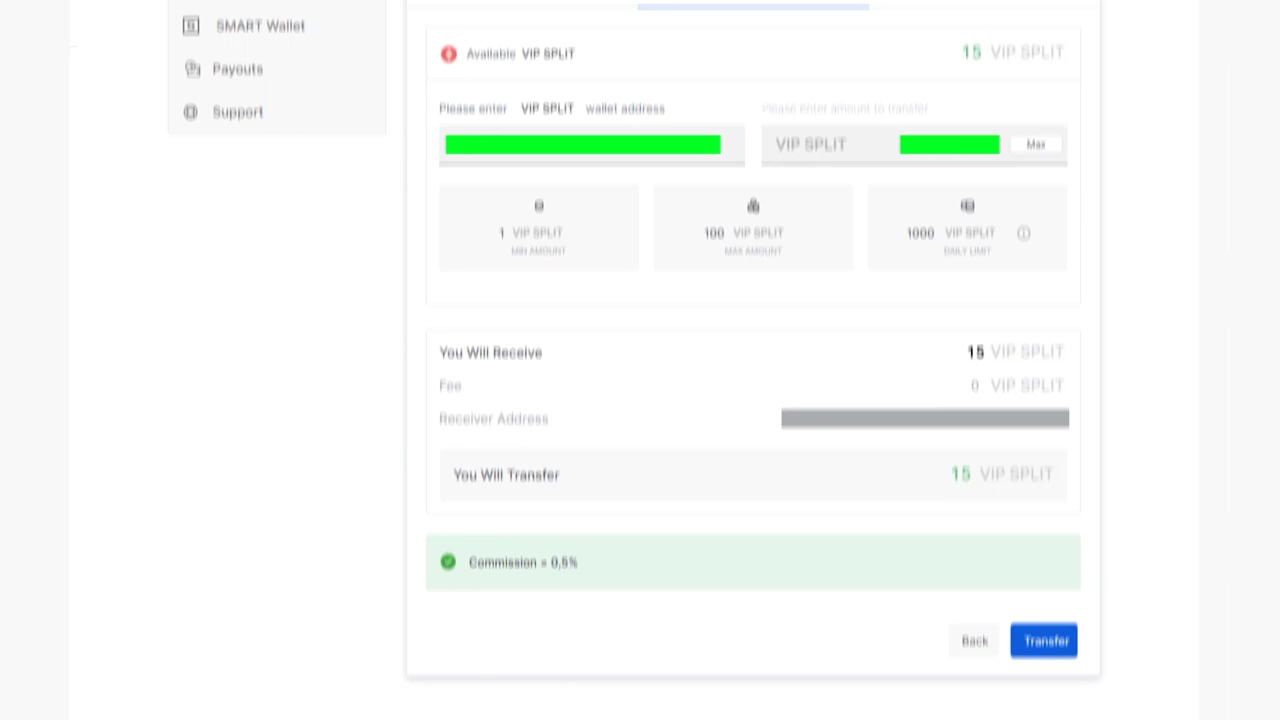 SMART Wallet
Payouts
Support
Available VIP SPLIT
15 VIP SPLIT
Please enter VIP SPLIT wallet address
Please enter amount to transfer
VIP SPLIT
Max
1 VIP SPLIT
MIN AMOUNT
100 VIP SPLIT
MAX AMOUNT
1000 VIP SPLIT
DAILY LIMIT
You Will Receive
15 VIP SPLIT
Fee
0 VIP SPLIT
Receiver Address
You Will Transfer
15 VIP SPLIT
Commission = 0,5%
Back
Transfer